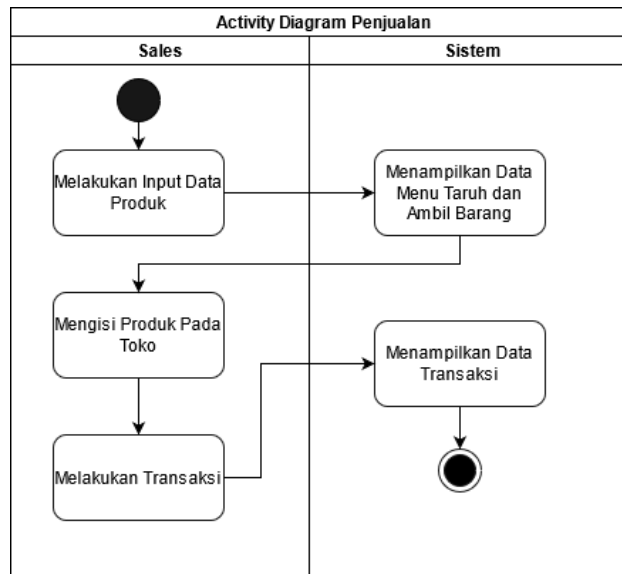 Activity Diagram Penjualan
Sales
Sistem
Melakukan Input Data
Produk
Menampilkan Data
Menu Taruh dan
Ambil Barang
Mengisi Produk Pada
Toko
Menampilkan Data
Transaksi
Melakukan Transaksi